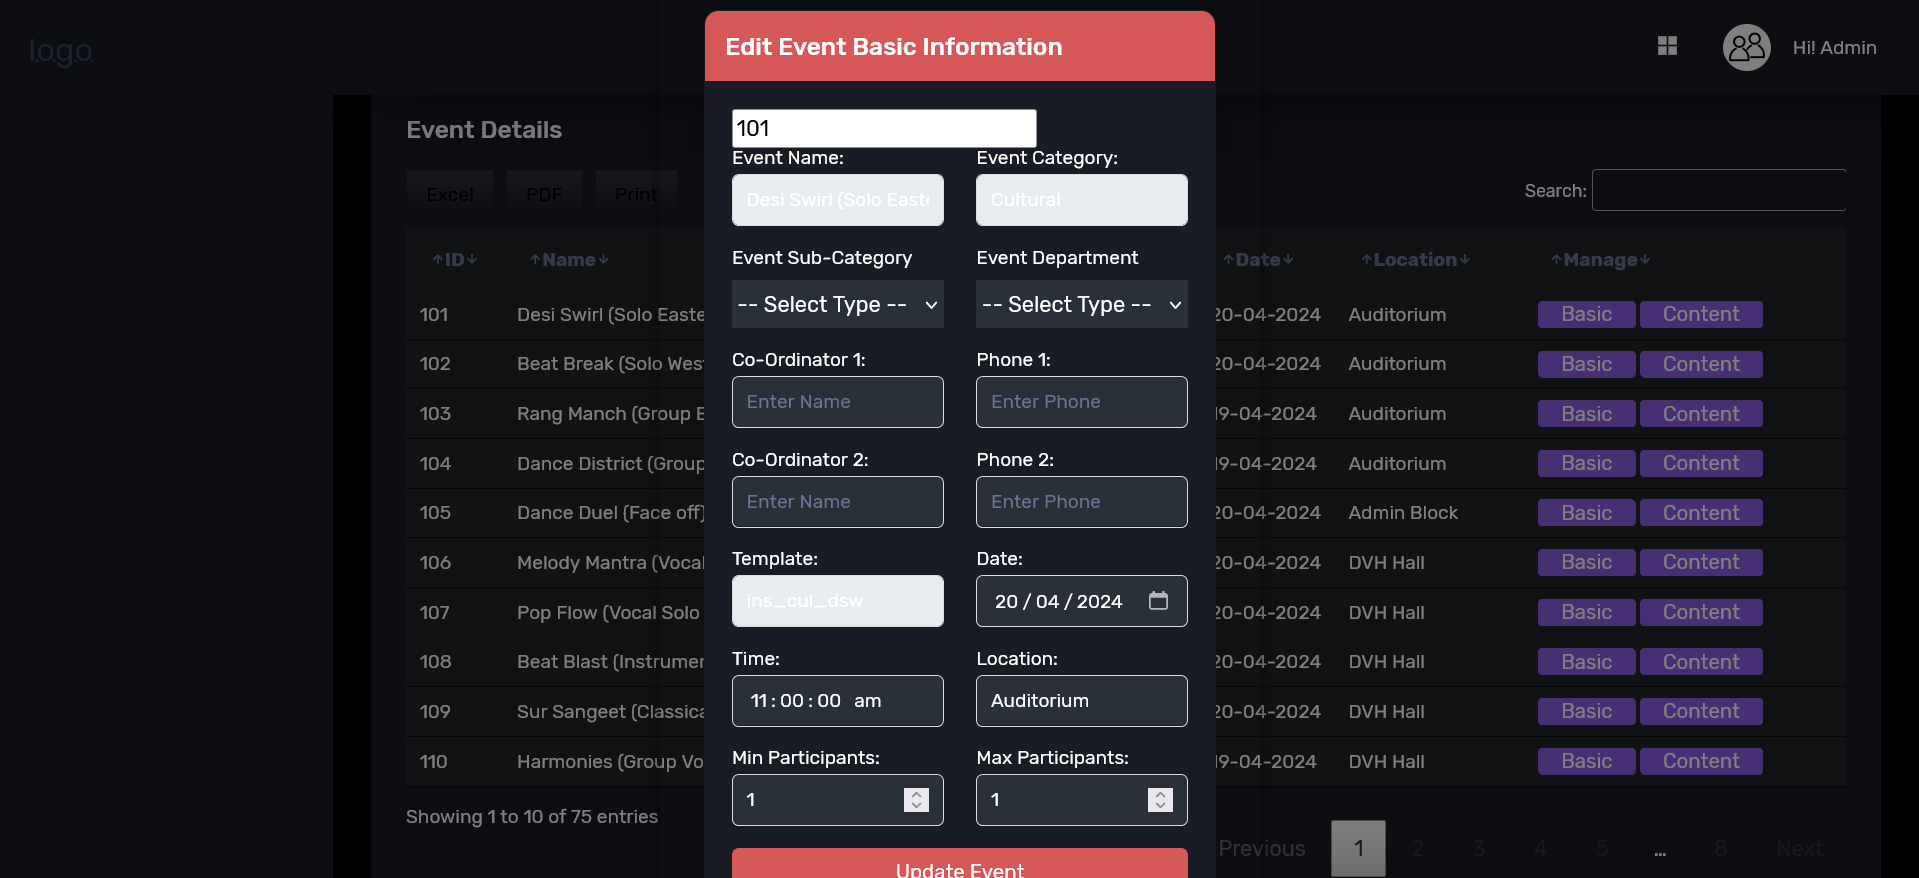 logo
Hi! Admin
Edit Event Basic Information
Event Details
101
Event Name:
Event Category:
Desi Swirl (Solo Easte
Cultural
Excel
PDF
Print
Search:
Event Sub-Category
Event Department
-- Select Type --
-- Select Type --
↑ID↓ ↑Name↓ ↑Date↓ ↑Location↓ ↑Manage↓
101 Desi Swirl (Solo Easte 20-04-2024 Auditorium Basic Content
102 Beat Break (Solo Wes 20-04-2024 Auditorium Basic Content
103 Rang Manch (Group E 19-04-2024 Auditorium Basic Content
104 Dance District (Group 19-04-2024 Auditorium Basic Content
105 Dance Duel (Face off) 20-04-2024 Admin Block Basic Content
106 Melody Mantra (Vocal 20-04-2024 DVH Hall Basic Content
107 Pop Flow (Vocal Solo 20-04-2024 DVH Hall Basic Content
108 Beat Blast (Instrumer 20-04-2024 DVH Hall Basic Content
109 Sur Sangeet (Classica 20-04-2024 DVH Hall Basic Content
110 Harmonies (Group Vo 19-04-2024 DVH Hall Basic Content
Co-Ordinator 1:
Phone 1:
Enter Name
Enter Phone
Co-Ordinator 2:
Phone 2:
Enter Name
Enter Phone
Template:
Date:
ins_cul_dsw
20 / 04 / 2024
Time:
Location:
11 : 00 : 00 am
Auditorium
Min Participants:
Max Participants:
1
1
Update Event
Showing 1 to 10 of 75 entries
Previous 1 2 3 4 5 … 8 Next